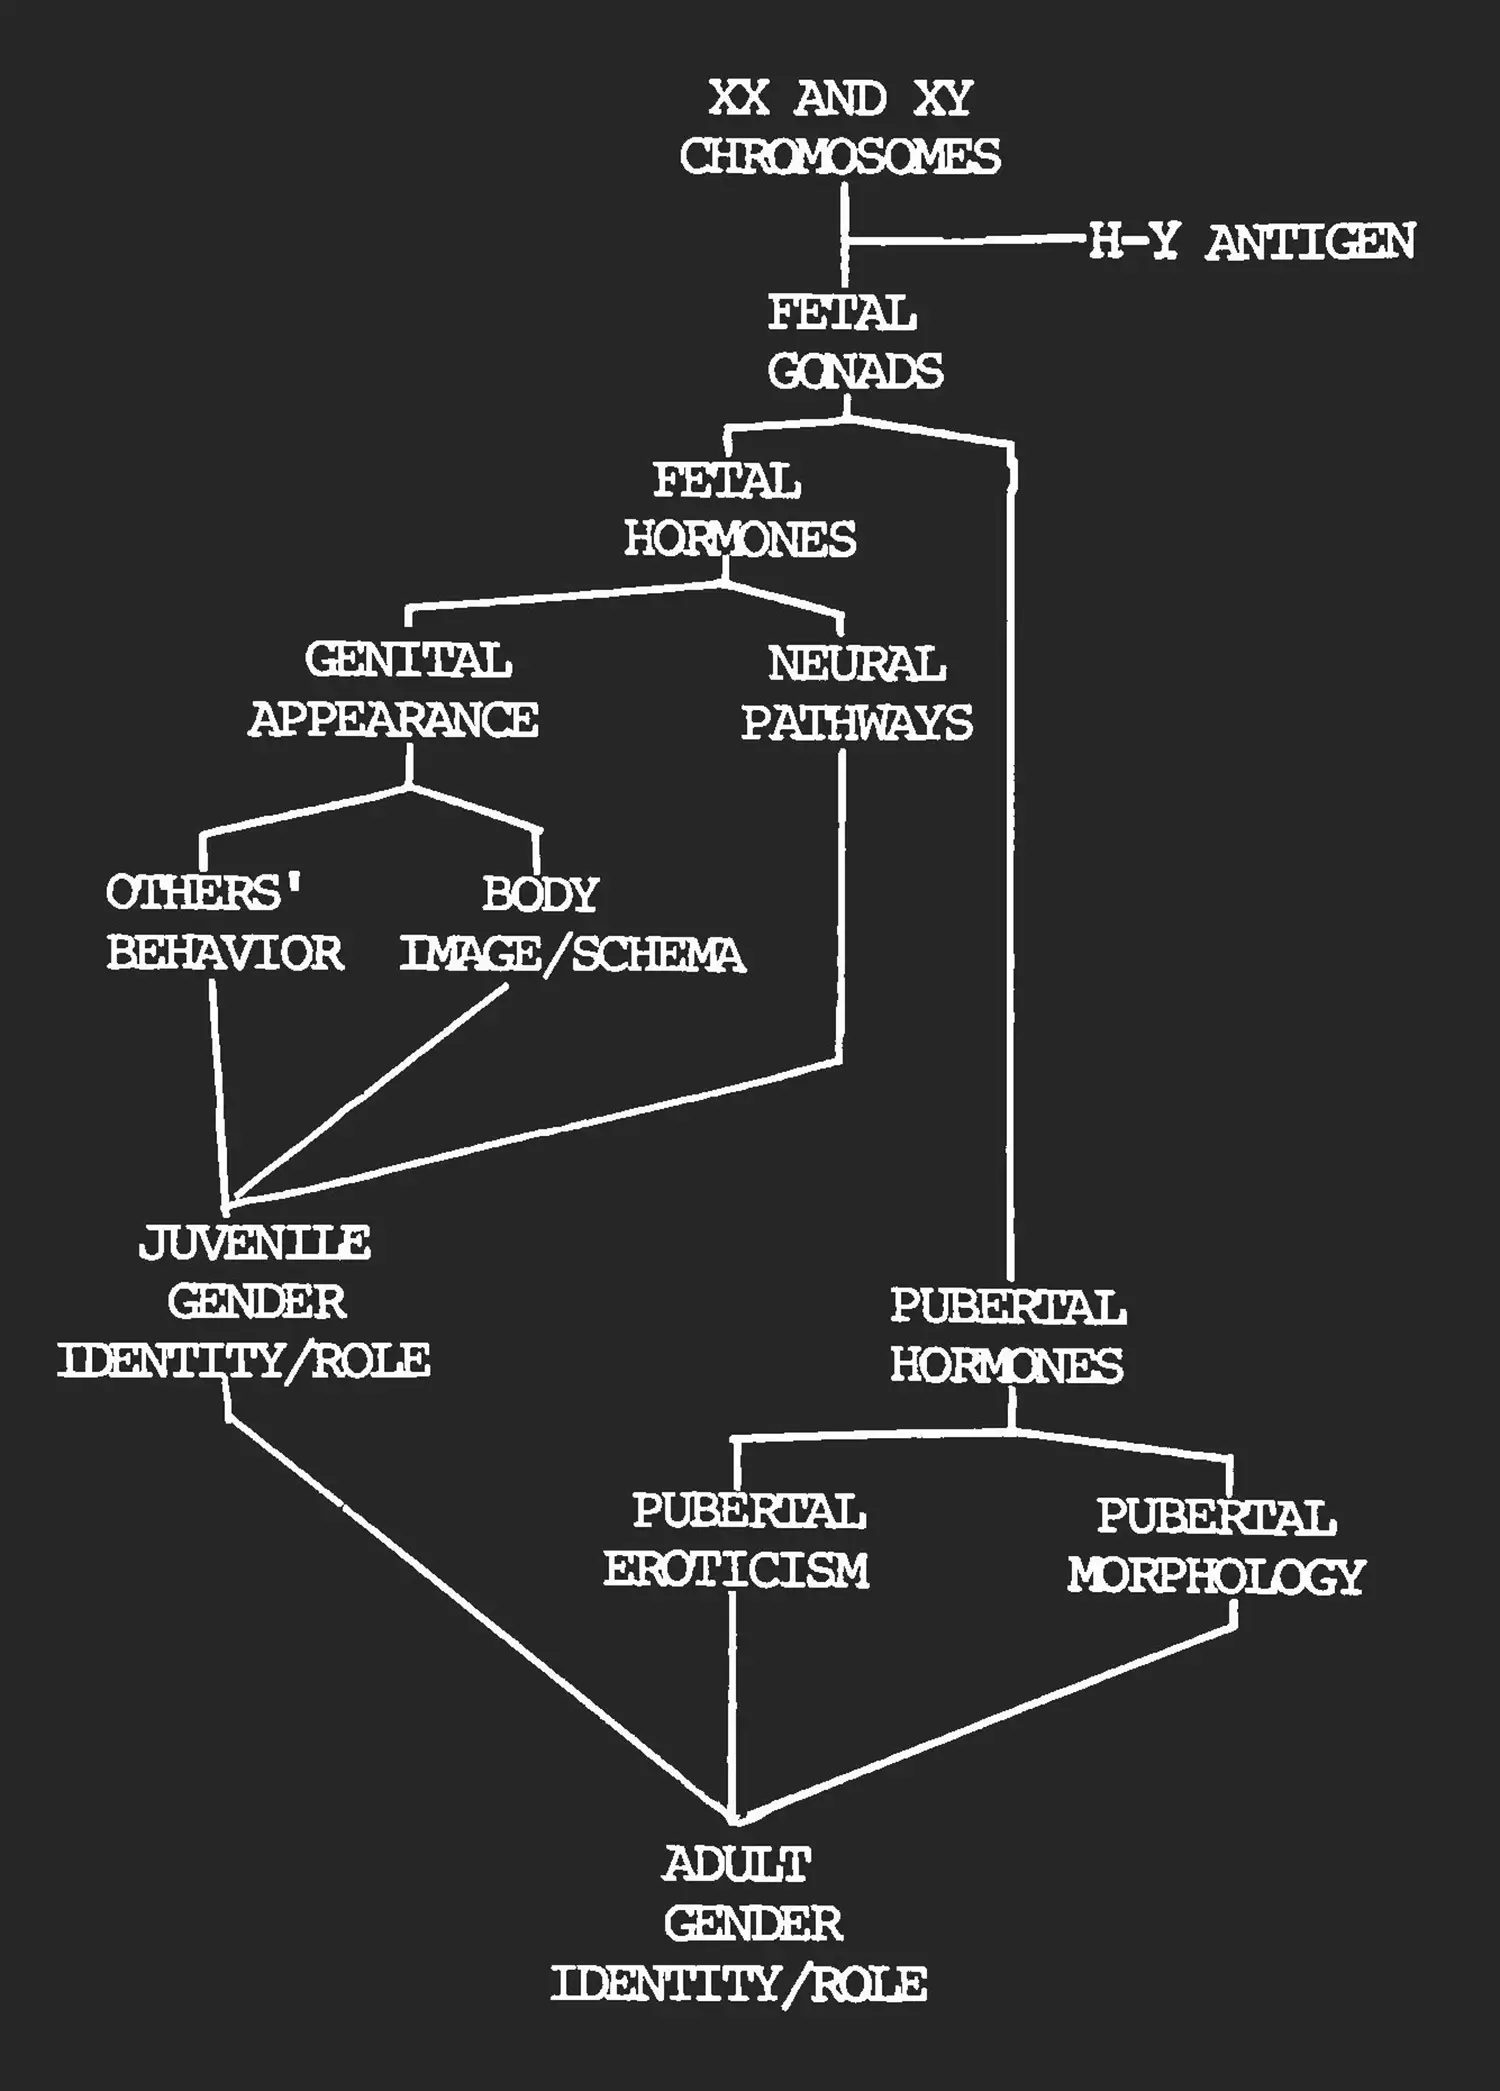 XX AND XY
CHROMOSOMES
H-Y ANTIGEN
FETAL
GONADS
FETAL
HORMONES
GENITAL
APPEARANCE
NEURAL
PATHWAYS
OTHERS'
BEHAVIOR
BODY
IMAGE/SCHEMA
JUVENILE
GENDER
IDENTITY/ROLE
PUBERTAL
HORMONES
PUBERTAL
EROTICISM
PUBERTAL
MORPHOLOGY
ADULT
GENDER
IDENTITY/ROLE